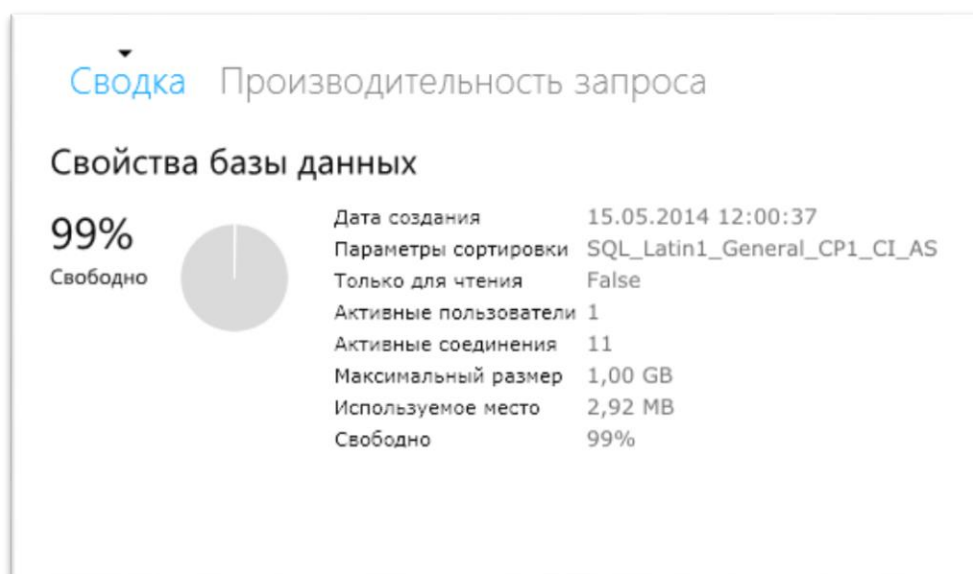 Сводка Производительность запроса
Свойства базы данных
99%
Свободно
Дата создания 15.05.2014 12:00:37
Параметры сортировки SQL_Latin1_General_CP1_CI_AS
Только для чтения False
Активные пользователи 1
Активные соединения 11
Максимальный размер 1,00 GB
Используемое место 2,92 MB
Свободно 99%